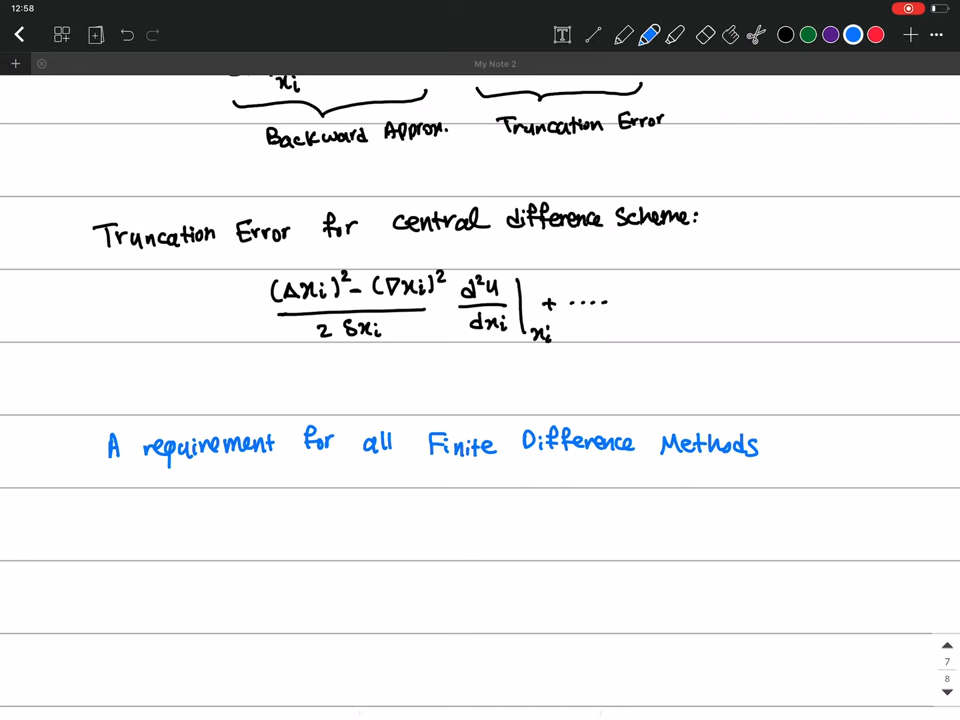 12:58
My Note 2
xi
Backward Approx. Truncation Error
Truncation Error for central difference Scheme:
(Δxi)² - (∇xi)² / 2 δxi d²u / dxi | xi + ....
A requirement for all Finite Difference Methods
7
8